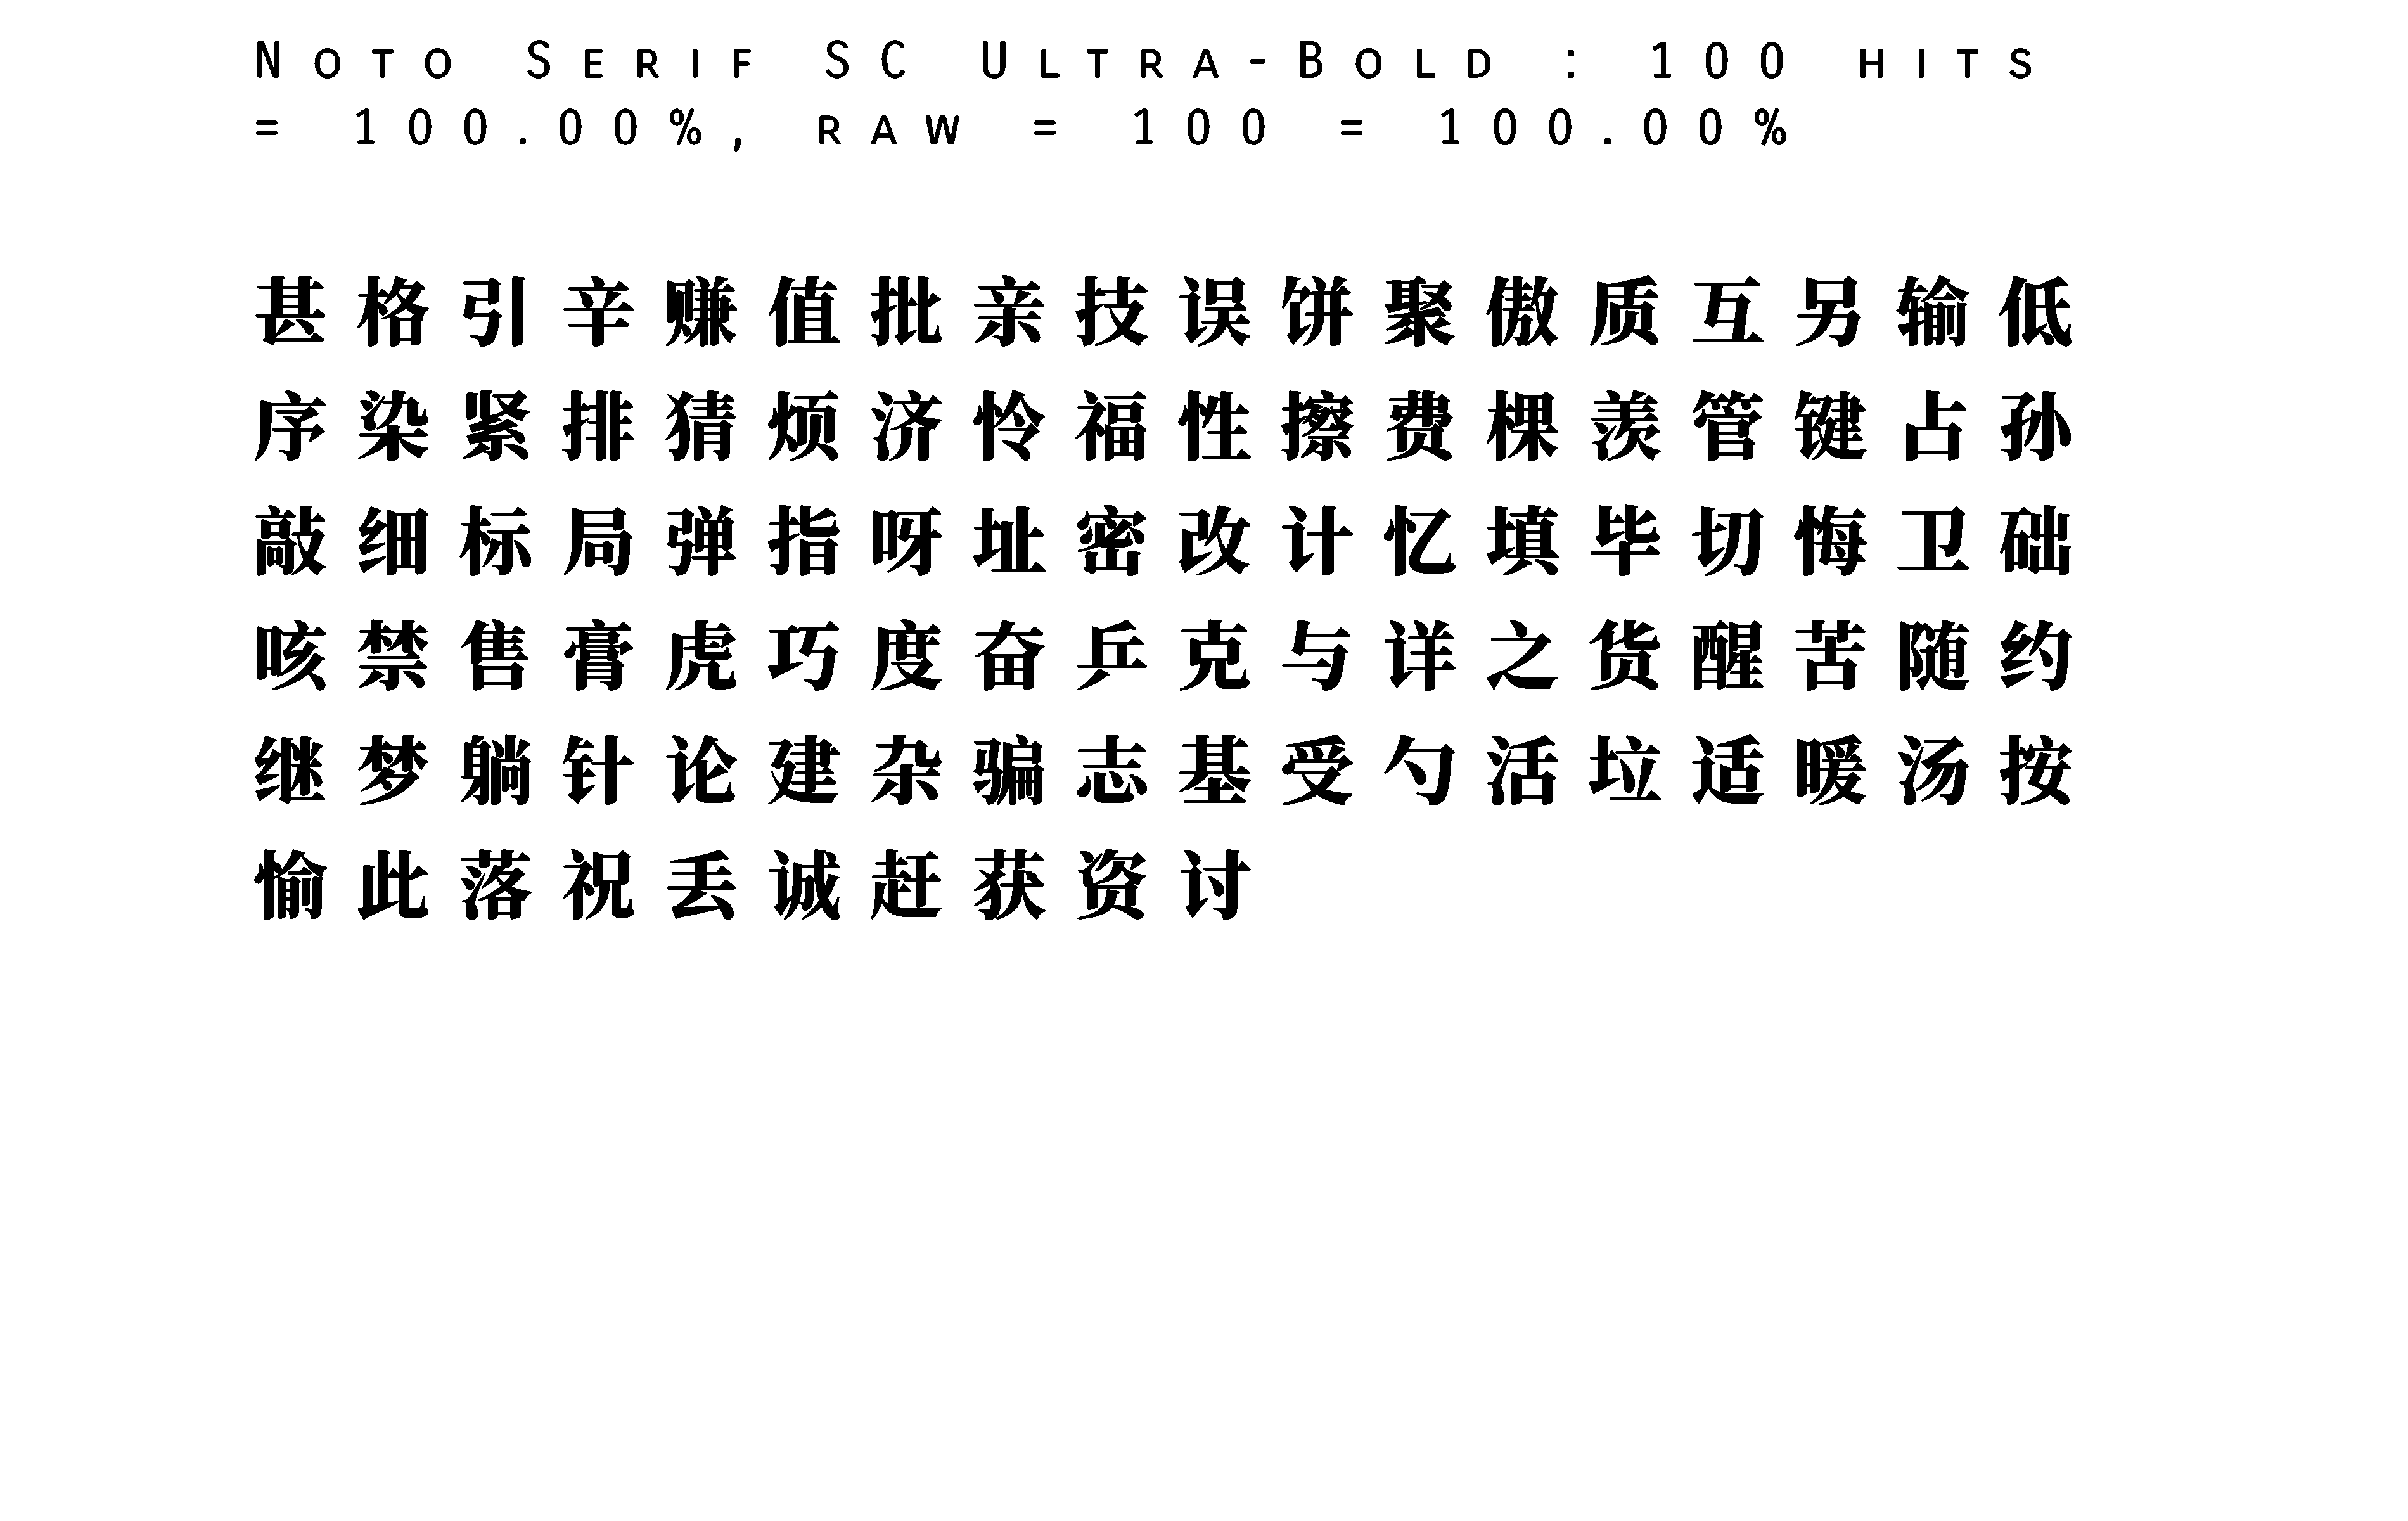 Noto Serif SC Ultra-Bold : 100 hits
= 100.00%, raw = 100 = 100.00%
甚格引辛赚值批亲技误饼聚傲质互另输低
序染紧排猜烦济怜福性擦费棵羡管键占孙
敲细标局弹指呀址密改计忆填毕切悔卫础
咳禁售膏虎巧度奋乒克与详之货醒苦随约
继梦躺针论建杂骗志基受勺活垃适暖汤按
愉此落祝丢诚赶获资讨